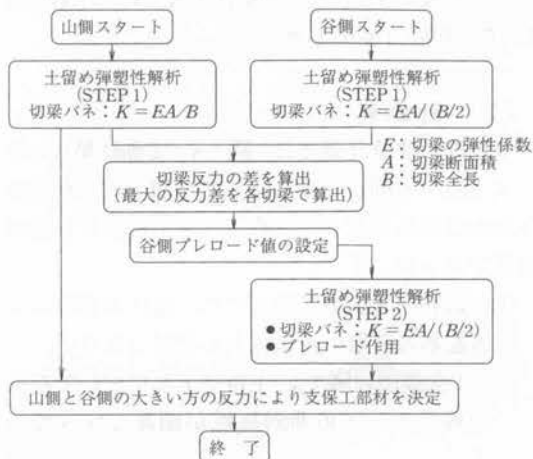 山側スタート
谷側スタート
土留め弾塑性解析
(STEP 1)
切梁バネ：K＝EA/B
土留め弾塑性解析
(STEP 1)
切梁バネ：K＝EA/(B/2)
E：切梁の弾性係数
A：切梁断面積
B：切梁全長
切梁反力の差を算出
(最大の反力差を各切梁で算出)
谷側プレロード値の設定
土留め弾塑性解析
(STEP 2)
● 切梁バネ：K＝EA/(B/2)
● プレロード作用
山側と谷側の大きい方の反力により支保工部材を決定
終　了